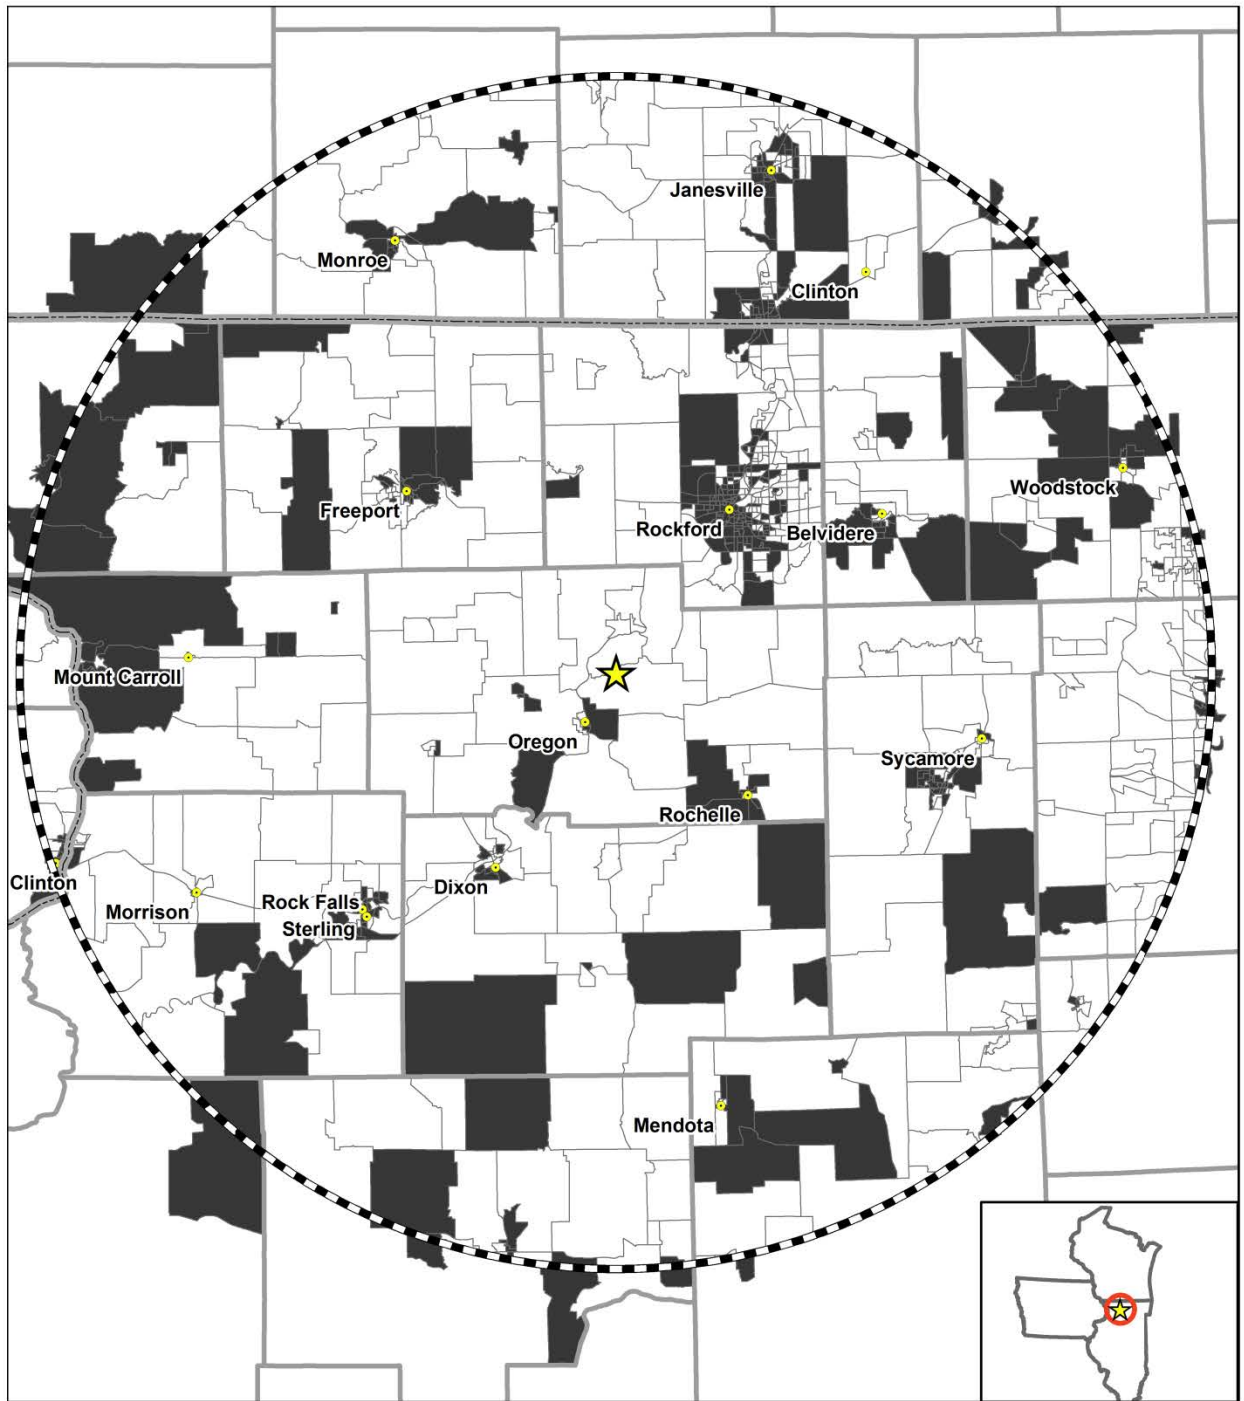 Janesville
Monroe
Clinton
Woodstock
Freeport
Rockford
Belvidere
Mount Carroll
Oregon
Sycamore
Rochelle
Clinton
Dixon
Rock Falls
Morrison
Sterling
Mendota